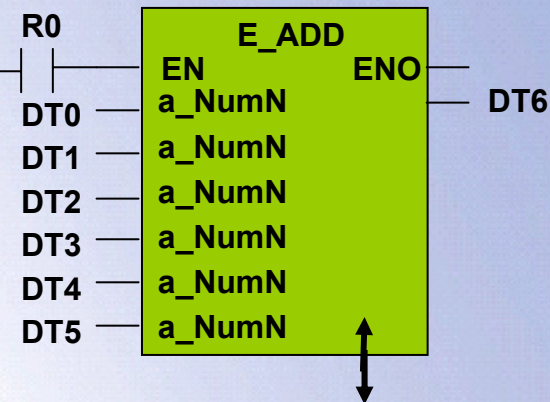 R0
E_ADD
EN ENO
DT0 a_NumN DT6
DT1 a_NumN
DT2 a_NumN
DT3 a_NumN
DT4 a_NumN
DT5 a_NumN